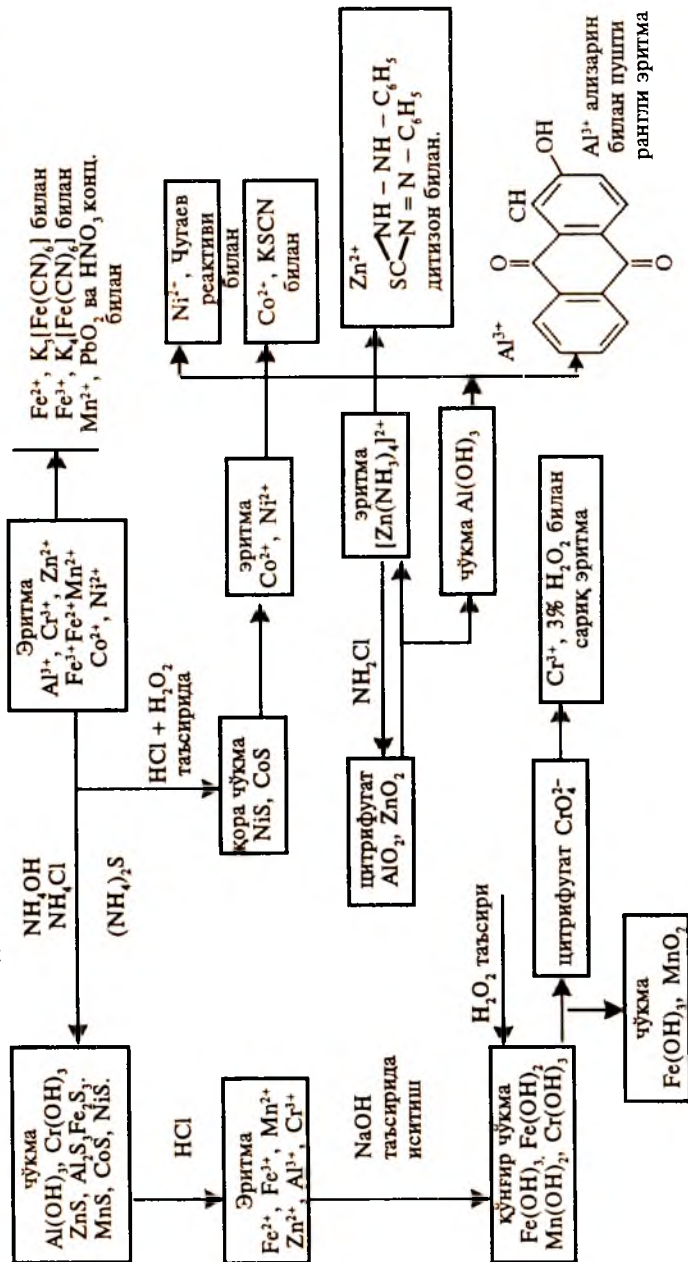 Эритма
Al³⁺, Cr³⁺, Zn²⁺
Fe³⁺Fe²⁺Mn²⁺
Co²⁺, Ni²⁺
Fe²⁺, K₃[Fe(CN)₆] билан
Fe³⁺, K₄[Fe(CN)₆] билан
Mn²⁺, PbO₂ ва HNO₃ конц.
билан
NH₄OH
NH₄Cl
(NH₄)₂S
HCl + H₂O₂
таъсирида
чўкма
Al(OH)₃, Cr(OH)₃
ZnS, Al₂S₃Fe₂S₃.
MnS, CoS, NiS.
қора чўкма
NiS, CoS
эритма
Co²⁺, Ni²⁺
Ni²⁻, Чугаев
реактиви
билан
Co²⁺, KSCN
билан
HCl
Эритма
Fe²⁺, Fe³⁺, Mn²⁺
Zn²⁺, Al³⁺, Cr³⁺
NaOH
таъсирида
иситиш
цитрифугат
AlO₂, ZnO₂
NH₂Cl
эритма
[Zn(NH₃)₄]²⁺
чўкма Al(OH)₃
Zn²⁺
SC
NH – NH – C₆H₅
N = N – C₆H₅
дитизон билан.
H₂O₂ таъсири
қўнғир чўкма
Fe(OH)₃, Fe(OH)₂
Mn(OH)₂, Cr(OH)₃
цитрифугат CrO₄²⁻
Cr³⁺, 3% H₂O₂ билан
сариқ эритма
чўкма
Fe(OH)₃, MnO₂
Al³⁺
O
O
CH
OH
Al³⁺ ализарин
билан пушти
рангли эритма